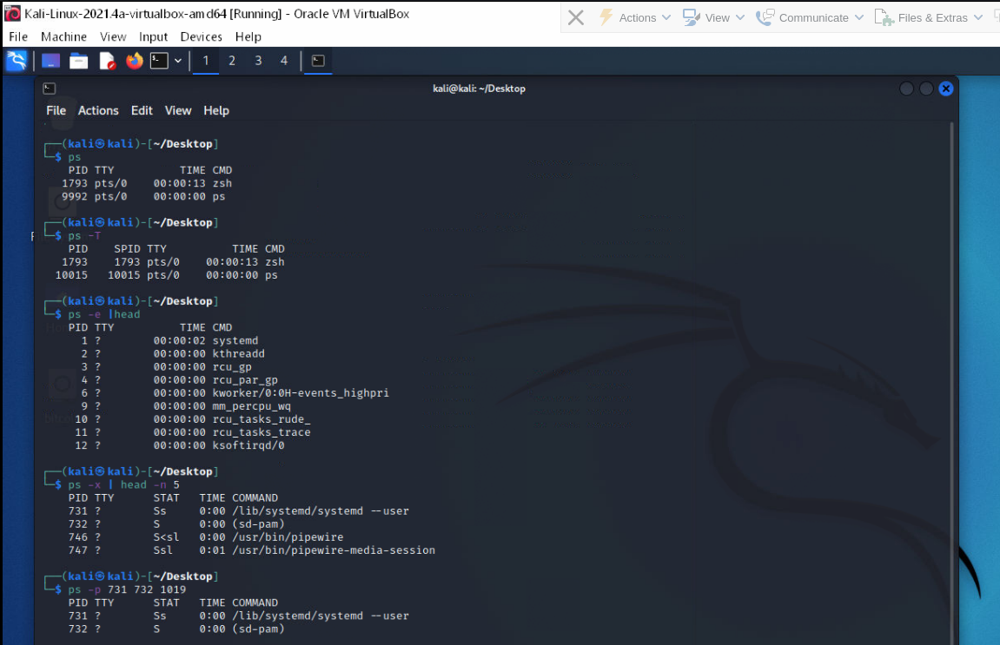 Kali-Linux-2021.4a-virtualbox-amd64 [Running] - Oracle VM VirtualBox
Actions View Communicate Files & Extras
File Machine View Input Devices Help
1 2 3 4
kali@kali: ~/Desktop
File Actions Edit View Help
┌──(kali㉿kali)-[~/Desktop]
└─$ ps
PID TTY TIME CMD
1793 pts/0 00:00:13 zsh
9992 pts/0 00:00:00 ps
┌──(kali㉿kali)-[~/Desktop]
└─$ ps -T
PID SPID TTY TIME CMD
1793 1793 pts/0 00:00:13 zsh
10015 10015 pts/0 00:00:00 ps
┌──(kali㉿kali)-[~/Desktop]
└─$ ps -e |head
PID TTY TIME CMD
1 ? 00:00:02 systemd
2 ? 00:00:00 kthreadd
3 ? 00:00:00 rcu_gp
4 ? 00:00:00 rcu_par_gp
6 ? 00:00:00 kworker/0:0H-events_highpri
9 ? 00:00:00 mm_percpu_wq
10 ? 00:00:00 rcu_tasks_rude_
11 ? 00:00:00 rcu_tasks_trace
12 ? 00:00:00 ksoftirqd/0
┌──(kali㉿kali)-[~/Desktop]
└─$ ps -x | head -n 5
PID TTY STAT TIME COMMAND
731 ? Ss 0:00 /lib/systemd/systemd --user
732 ? S 0:00 (sd-pam)
746 ? S<sl 0:00 /usr/bin/pipewire
747 ? Ssl 0:01 /usr/bin/pipewire-media-session
┌──(kali㉿kali)-[~/Desktop]
└─$ ps -p 731 732 1019
PID TTY STAT TIME COMMAND
731 ? Ss 0:00 /lib/systemd/systemd --user
732 ? S 0:00 (sd-pam)